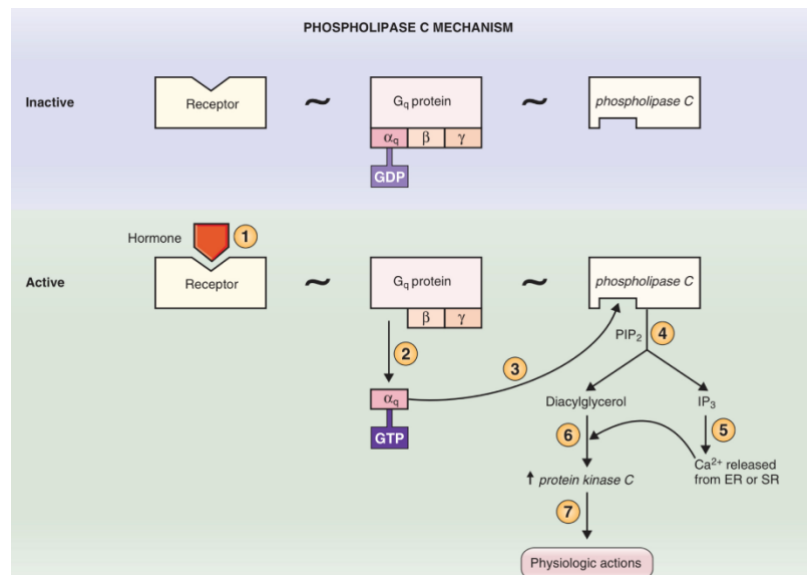 PHOSPHOLIPASE C MECHANISM
Inactive
Receptor
~
Gq protein
~
phospholipase C
αq β γ
GDP
Hormone
1
Active
Receptor
~
Gq protein
~
phospholipase C
β γ
PIP₂
4
2
3
αq
GTP
Diacylglycerol
IP₃
6
5
Ca²⁺ released
from ER or SR
↑ protein kinase C
7
Physiologic actions